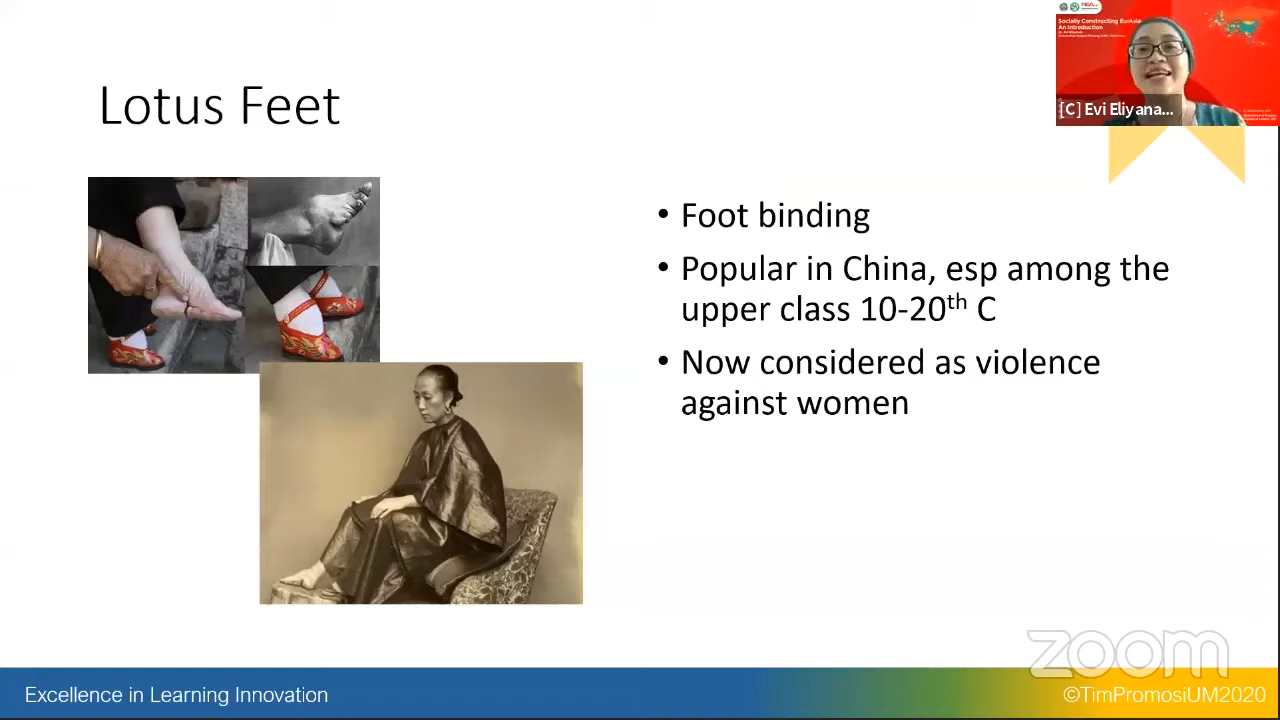 Lotus Feet
• Foot binding
• Popular in China, esp among the
upper class 10-20th C
• Now considered as violence
against women
Socially Constructing EurAsia
An Introduction
[C] Evi Eliyana...
zoom
Excellence in Learning Innovation
©TimPromosiUM2020